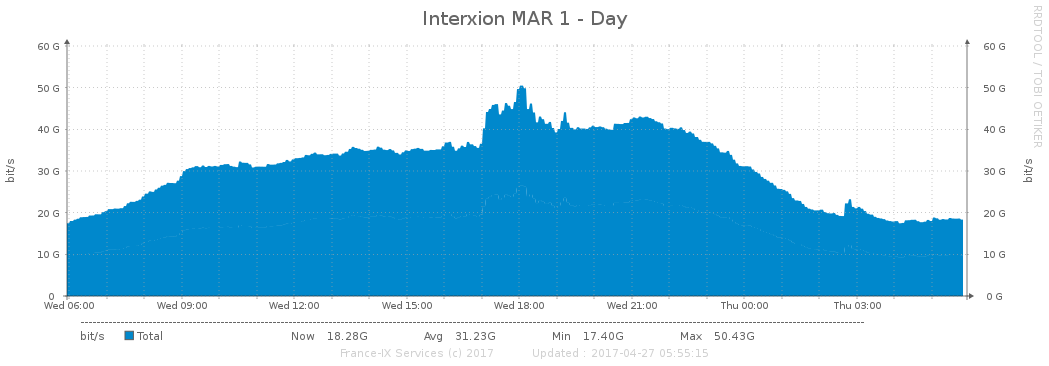 Interxion MAR 1 - Day
RRDTOOL / TOBI OETIKER
60 G 60 G
50 G 50 G
40 G 40 G
30 G 30 G
20 G 20 G
10 G 10 G
0 0 G
bit/s bit/s
Wed 06:00 Wed 09:00 Wed 12:00 Wed 15:00 Wed 18:00 Wed 21:00 Thu 00:00 Thu 03:00
bit/s Total Now 18.28G Avg 31.23G Min 17.40G Max 50.43G
France-IX Services (c) 2017 Updated : 2017-04-27 05:55:15